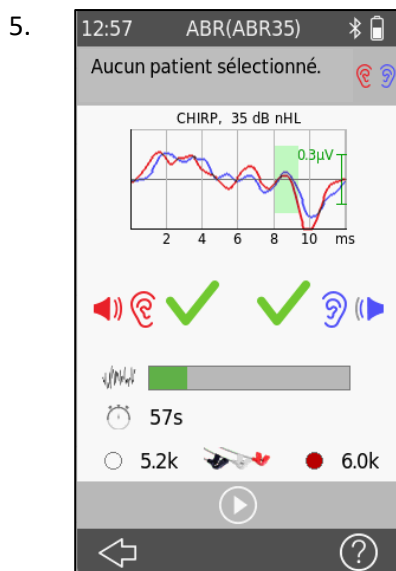 5.
12:57 ABR(ABR35)
Aucun patient sélectionné.
CHIRP, 35 dB nHL
0.3µV
2 4 6 8 10 ms
57s
5.2k 6.0k
?